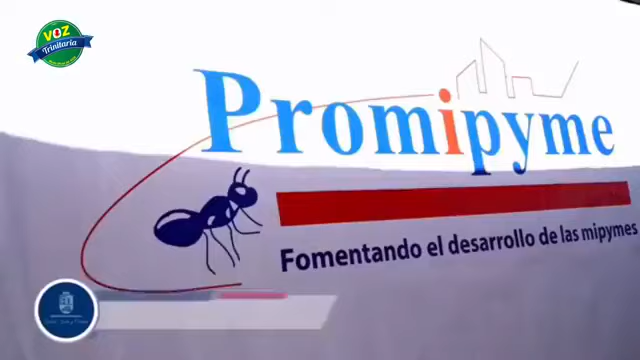 VOZ
Trinitaria
Promipyme
Fomentando el desarrollo de las mipymes